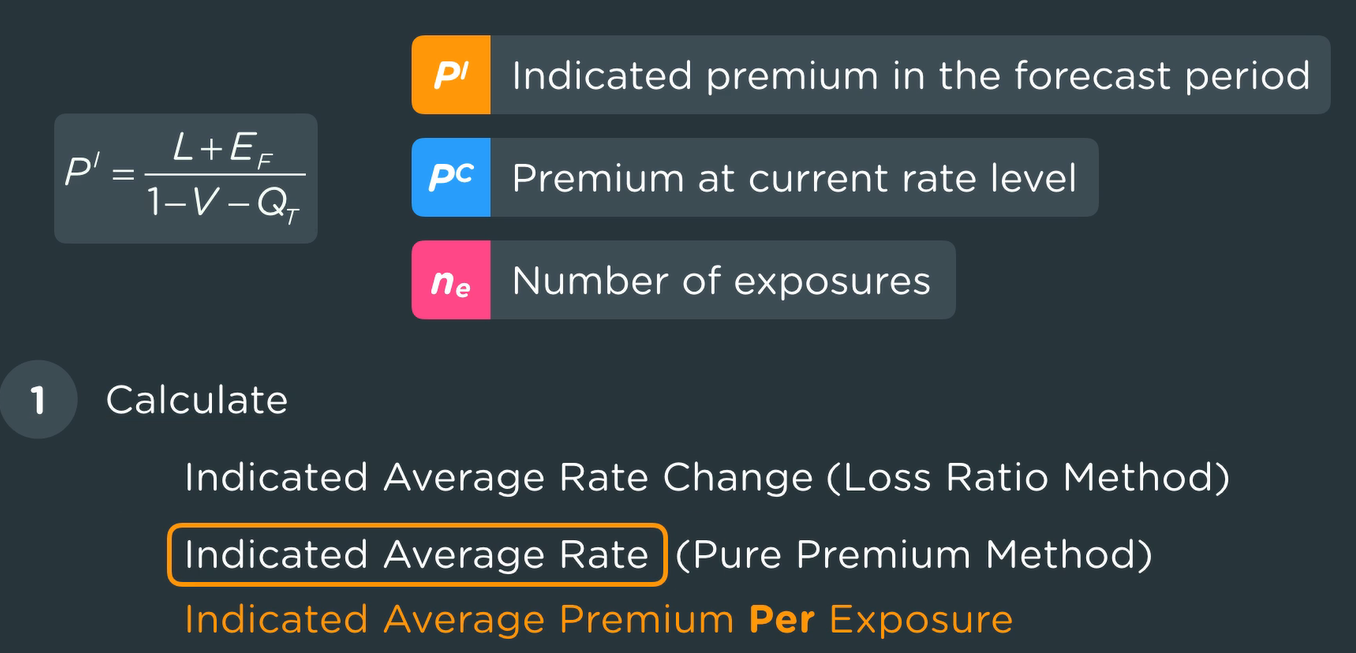 P^I = (L + E_F) / (1 − V − Q_T)
P^I Indicated premium in the forecast period
P^C Premium at current rate level
n_e Number of exposures
1 Calculate
Indicated Average Rate Change (Loss Ratio Method)
Indicated Average Rate (Pure Premium Method)
Indicated Average Premium Per Exposure